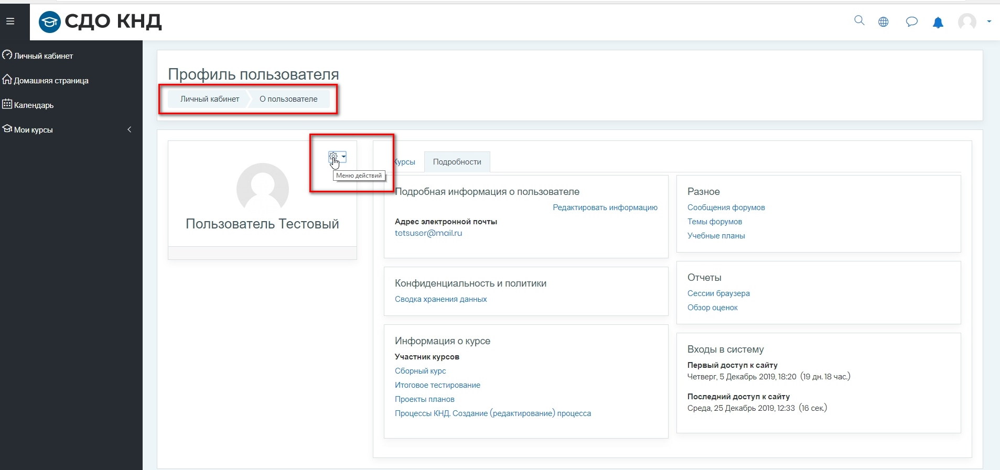 СДО КНД
Личный кабинет
Домашняя страница
Календарь
Мои курсы
Профиль пользователя
Личный кабинет
О пользователе
Меню действий
Пользователь Тестовый
Курсы
Подробности
Подробная информация о пользователе
Редактировать информацию
Адрес электронной почты
tetsuser@mail.ru
Конфиденциальность и политики
Сводка хранения данных
Информация о курсе
Участник курсов
Сборный курс
Итоговое тестирование
Проекты планов
Процессы КНД. Создание (редактирование) процесса
Разное
Сообщения форумов
Темы форумов
Учебные планы
Отчеты
Сессии браузера
Обзор оценок
Входы в систему
Первый доступ к сайту
Четверг, 5 Декабрь 2019, 18:20 (19 дн. 18 час.)
Последний доступ к сайту
Среда, 25 Декабрь 2019, 12:33 (16 сек.)